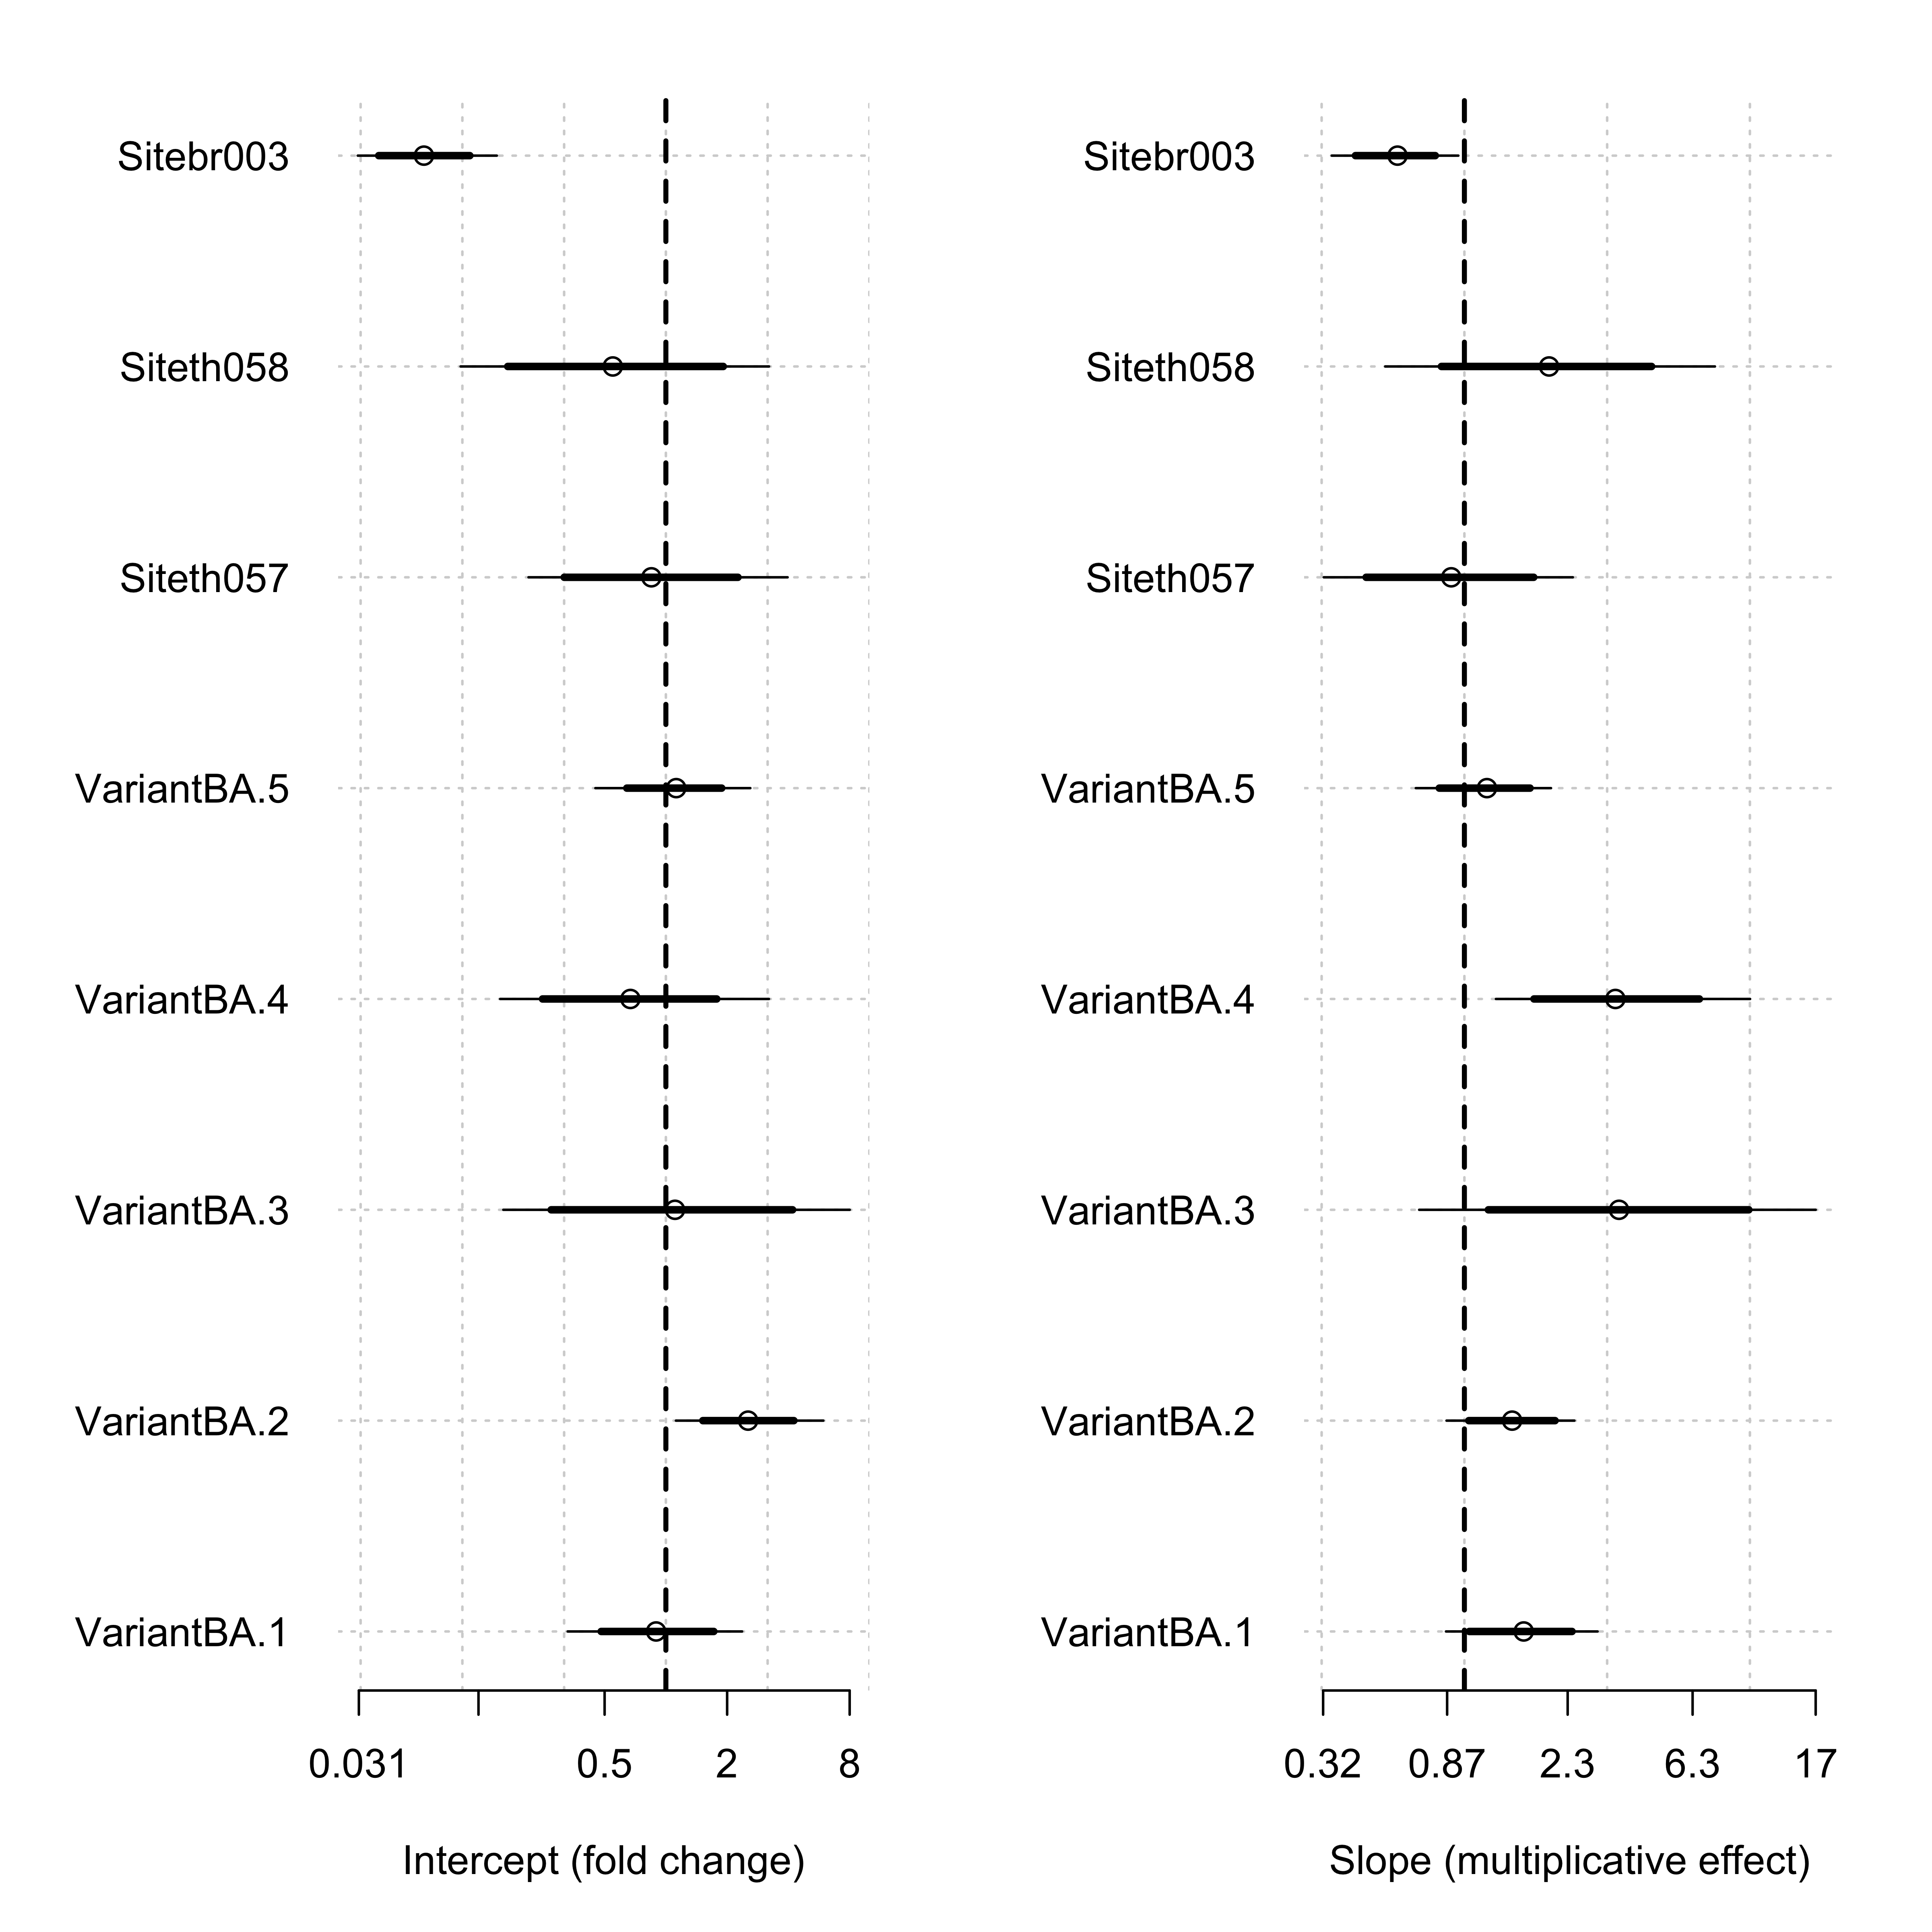 Sitebr003
Siteth058
Siteth057
VariantBA.5
VariantBA.4
VariantBA.3
VariantBA.2
VariantBA.1
0.031 0.5 2 8
Intercept (fold change)
Sitebr003
Siteth058
Siteth057
VariantBA.5
VariantBA.4
VariantBA.3
VariantBA.2
VariantBA.1
0.32 0.87 2.3 6.3 17
Slope (multiplicative effect)